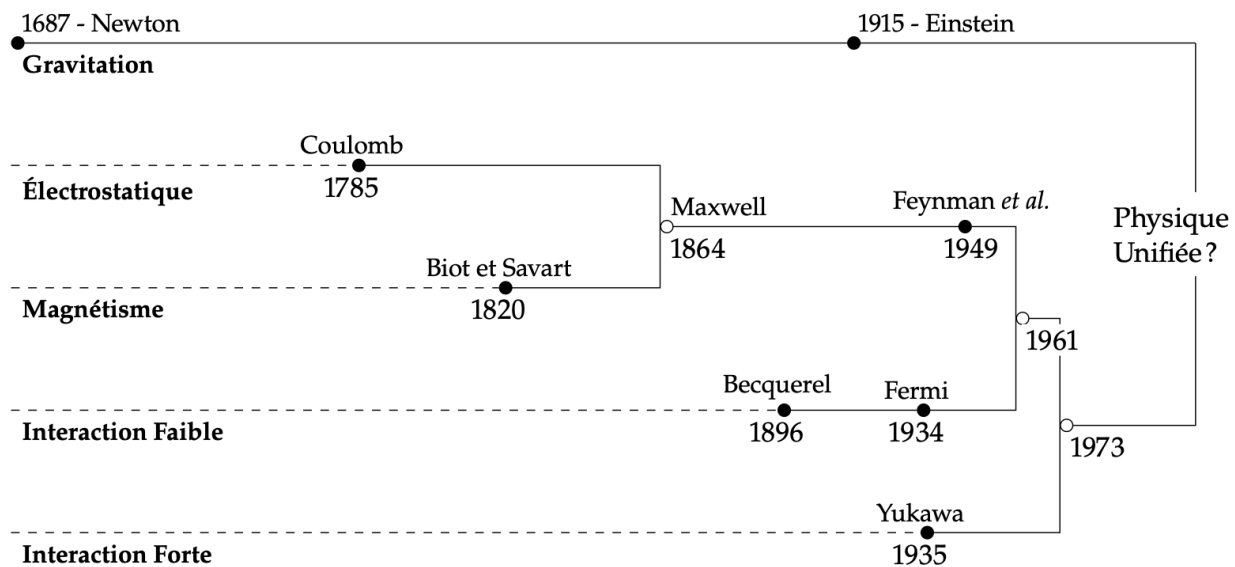 1687 - Newton
1915 - Einstein
Gravitation
Coulomb
1785
Électrostatique
Maxwell
1864
Feynman et al.
1949
Physique
Unifiée ?
Biot et Savart
1820
Magnétisme
1961
Becquerel
1896
Fermi
1934
Interaction Faible
1973
Yukawa
1935
Interaction Forte